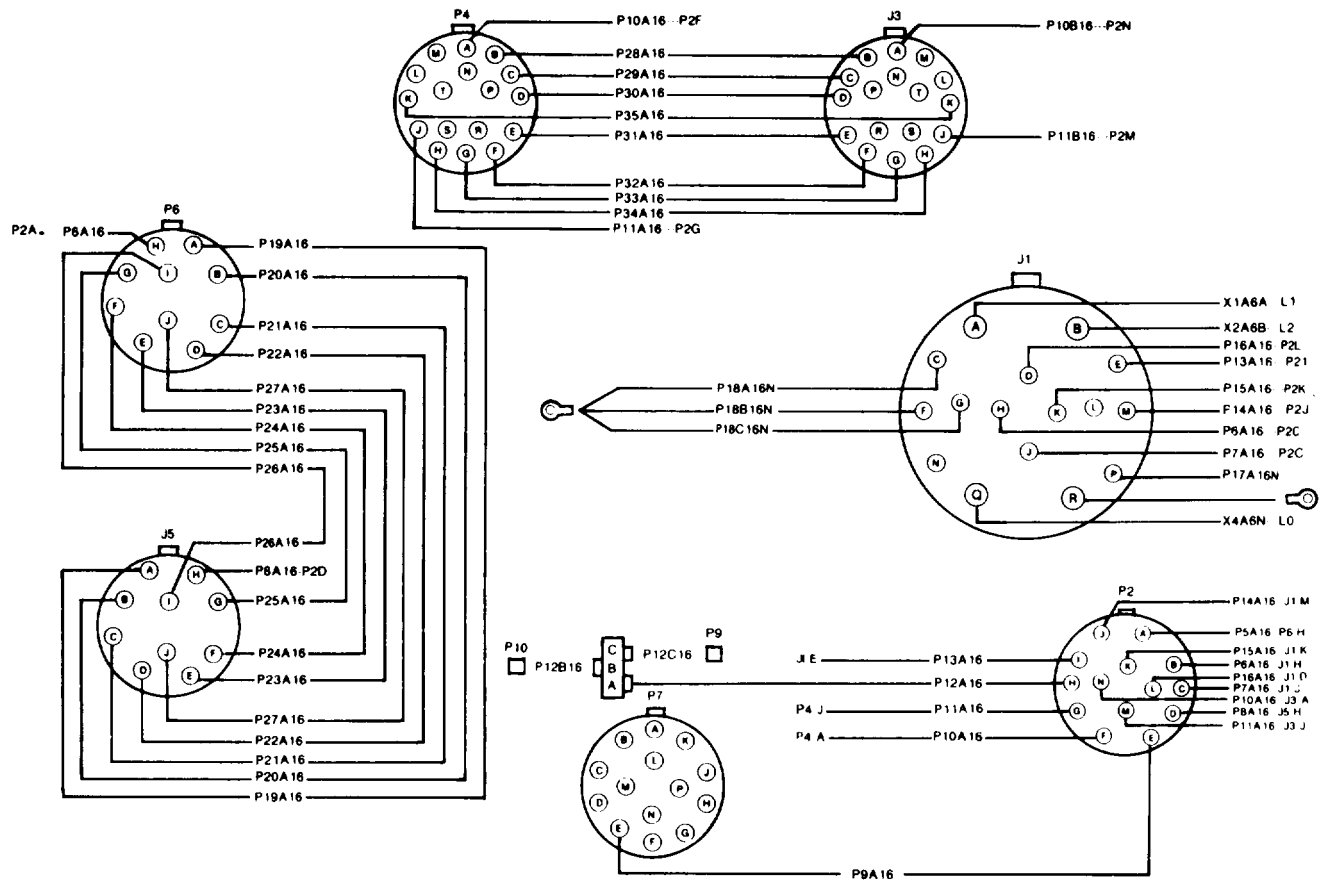 P4
J3
P10A16 P2F
P10B16 P2N
P28A16
P29A16
P30A16
P35A16
P31A16
P11B16 P2M
P32A16
P33A16
P34A16
P11A16 P2G
A B C D E F G H J K L M N P R S T
A B C D E F G H J K L M N P R S T
P6
P2A. P6A16
P19A16
P20A16
P21A16
P22A16
P27A16
P23A16
P24A16
P25A16
P26A16
A B C D E F G H I J
J5
P26A16
P8A16-P2D
P25A16
P24A16
P23A16
P27A16
P22A16
P21A16
P20A16
P19A16
A B C D E F G H I J
J1
X1A6A L1
X2A6B L2
P16A16 P2L
P13A16 P21
P15A16 P2K
F14A16 P2J
P6A16 P2C
P7A16 P2C
P17A16N
X4A6N L0
P18A16N
P18B16N
P18C16N
A B C D E F G H J K L M N P Q R
P10
P12B16
C
B
A
P12C16
P9
P7
A B C D E F G H J K L M N P
P2
J1 E P13A16
P12A16
P4 J P11A16
P4 A P10A16
P14A16 J1 M
P5A16 P6 H
P15A16 J1 K
P6A16 J1 H
P16A16 J1 D
P7A16 J1 J
P10A16 J3 A
P8A16 J5 H
P11A16 J3 J
A B C D E F G H I J K L M N
P9A16